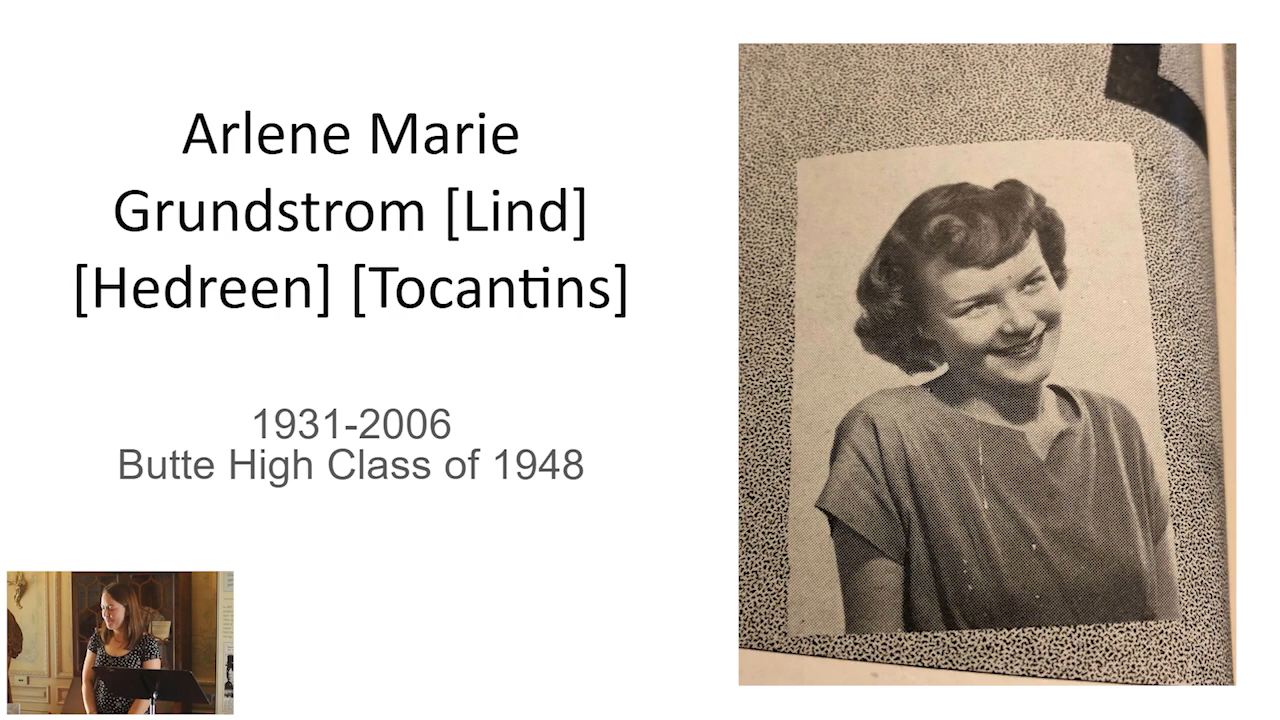 Arlene Marie
Grundstrom [Lind]
[Hedreen] [Tocantins]
1931-2006
Butte High Class of 1948